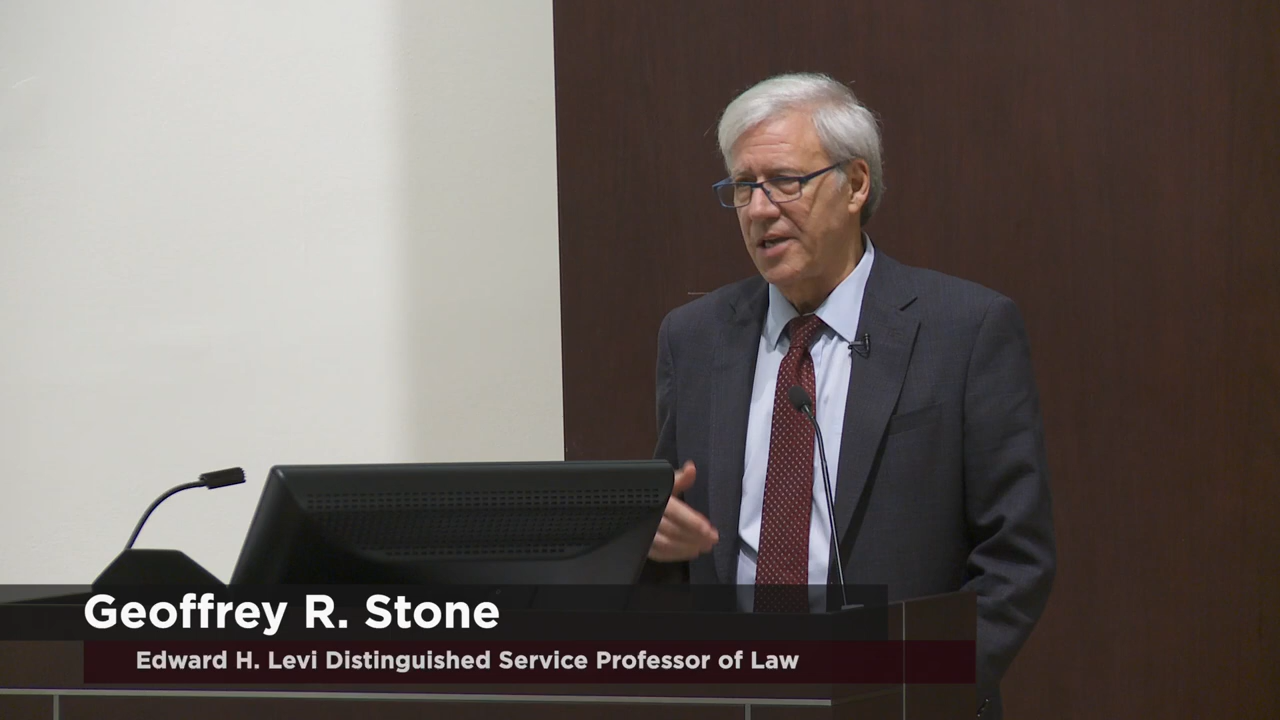 Geoffrey R. Stone
Edward H. Levi Distinguished Service Professor of Law